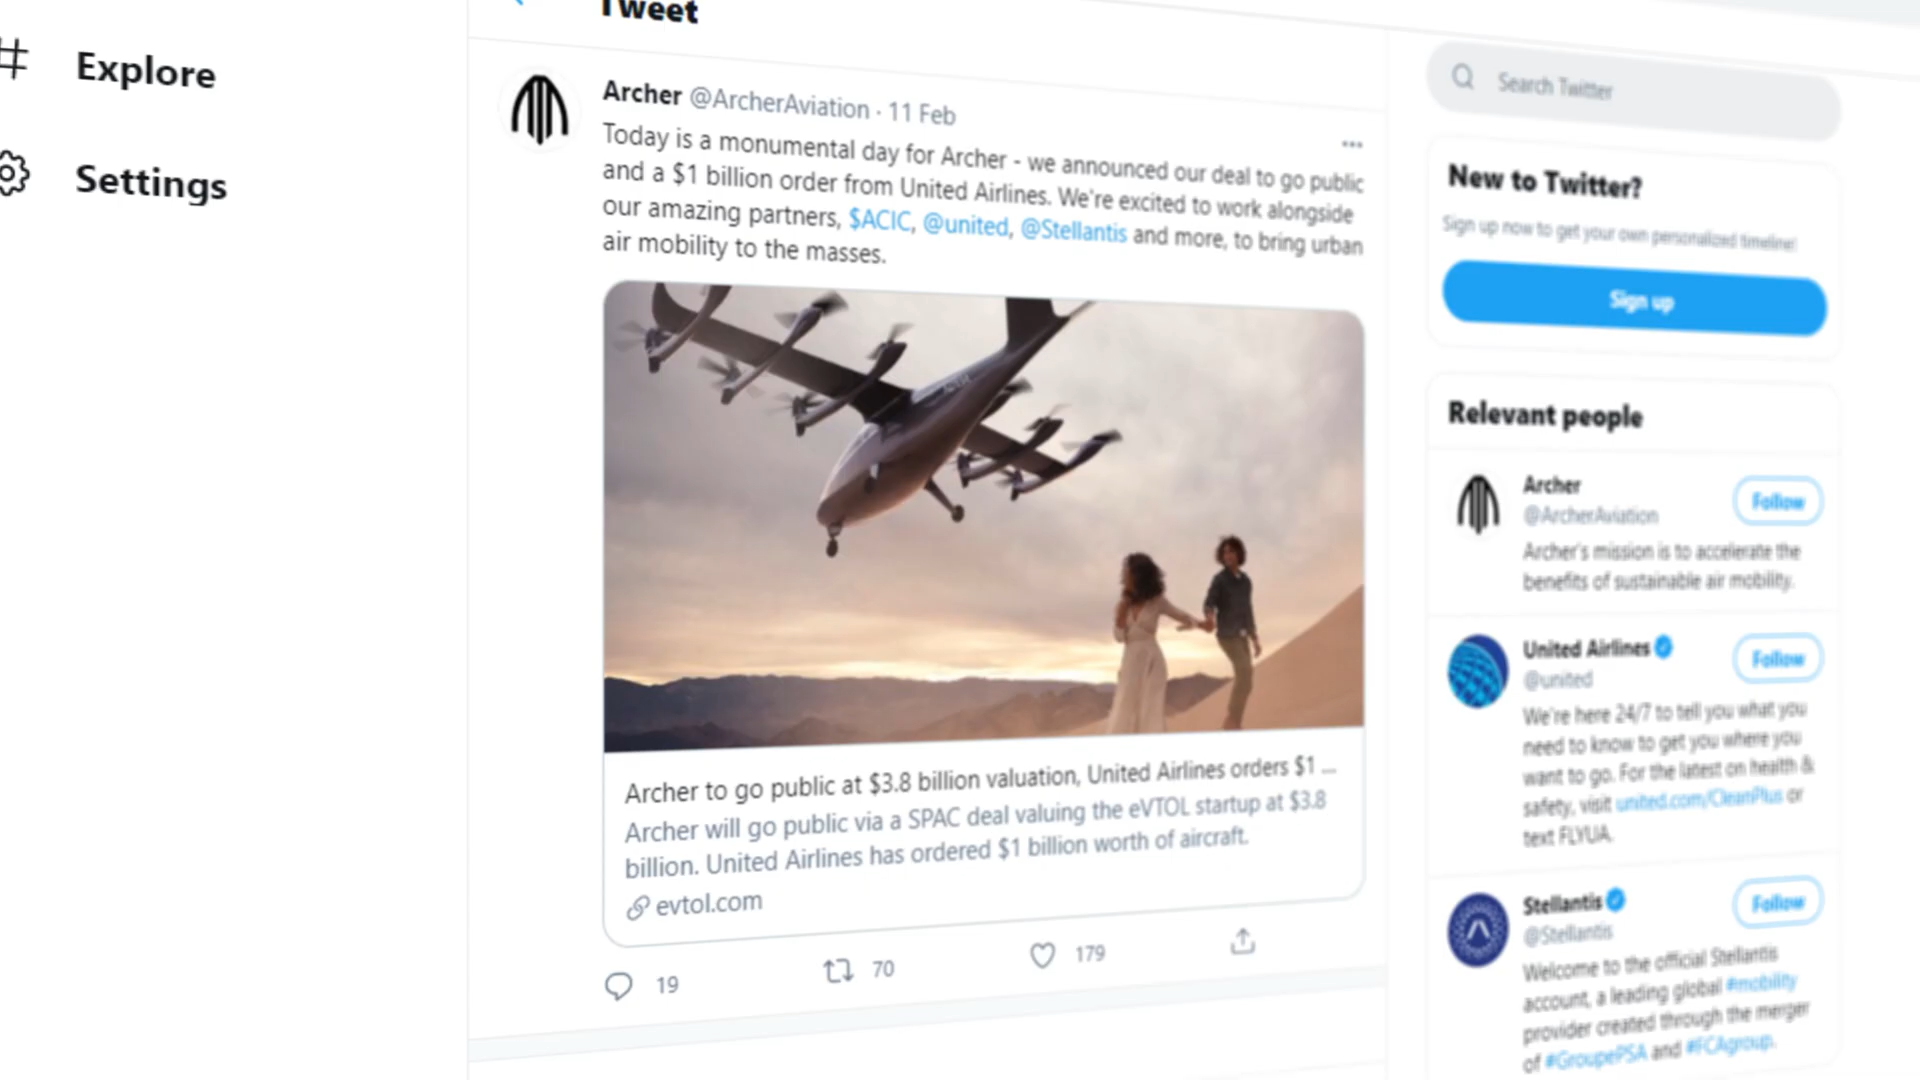 Explore
Settings
Tweet
Archer @ArcherAviation · 11 Feb
Today is a monumental day for Archer - we announced our deal to go public
and a $1 billion order from United Airlines. We're excited to work alongside
our amazing partners, $ACIC, @united, @Stellantis and more, to bring urban
air mobility to the masses.
Archer to go public at $3.8 billion valuation, United Airlines orders $1 ...
Archer will go public via a SPAC deal valuing the eVTOL startup at $3.8
billion. United Airlines has ordered $1 billion worth of aircraft.
evtol.com
19 70 179
Search Twitter
New to Twitter?
Sign up now to get your own personalized timeline!
Sign up
Relevant people
Archer
@ArcherAviation
Follow
Archer's mission is to accelerate the
benefits of sustainable air mobility.
United Airlines
@united
Follow
We're here 24/7 to tell you what you
need to know to get you where you
want to go. For the latest on health &
safety, visit united.com/CleanPlus or
text FLYUA.
Stellantis
@Stellantis
Follow
Welcome to the official Stellantis
account, a leading global #mobility
provider created through the merger
of #GroupePSA and #FCAgroup.